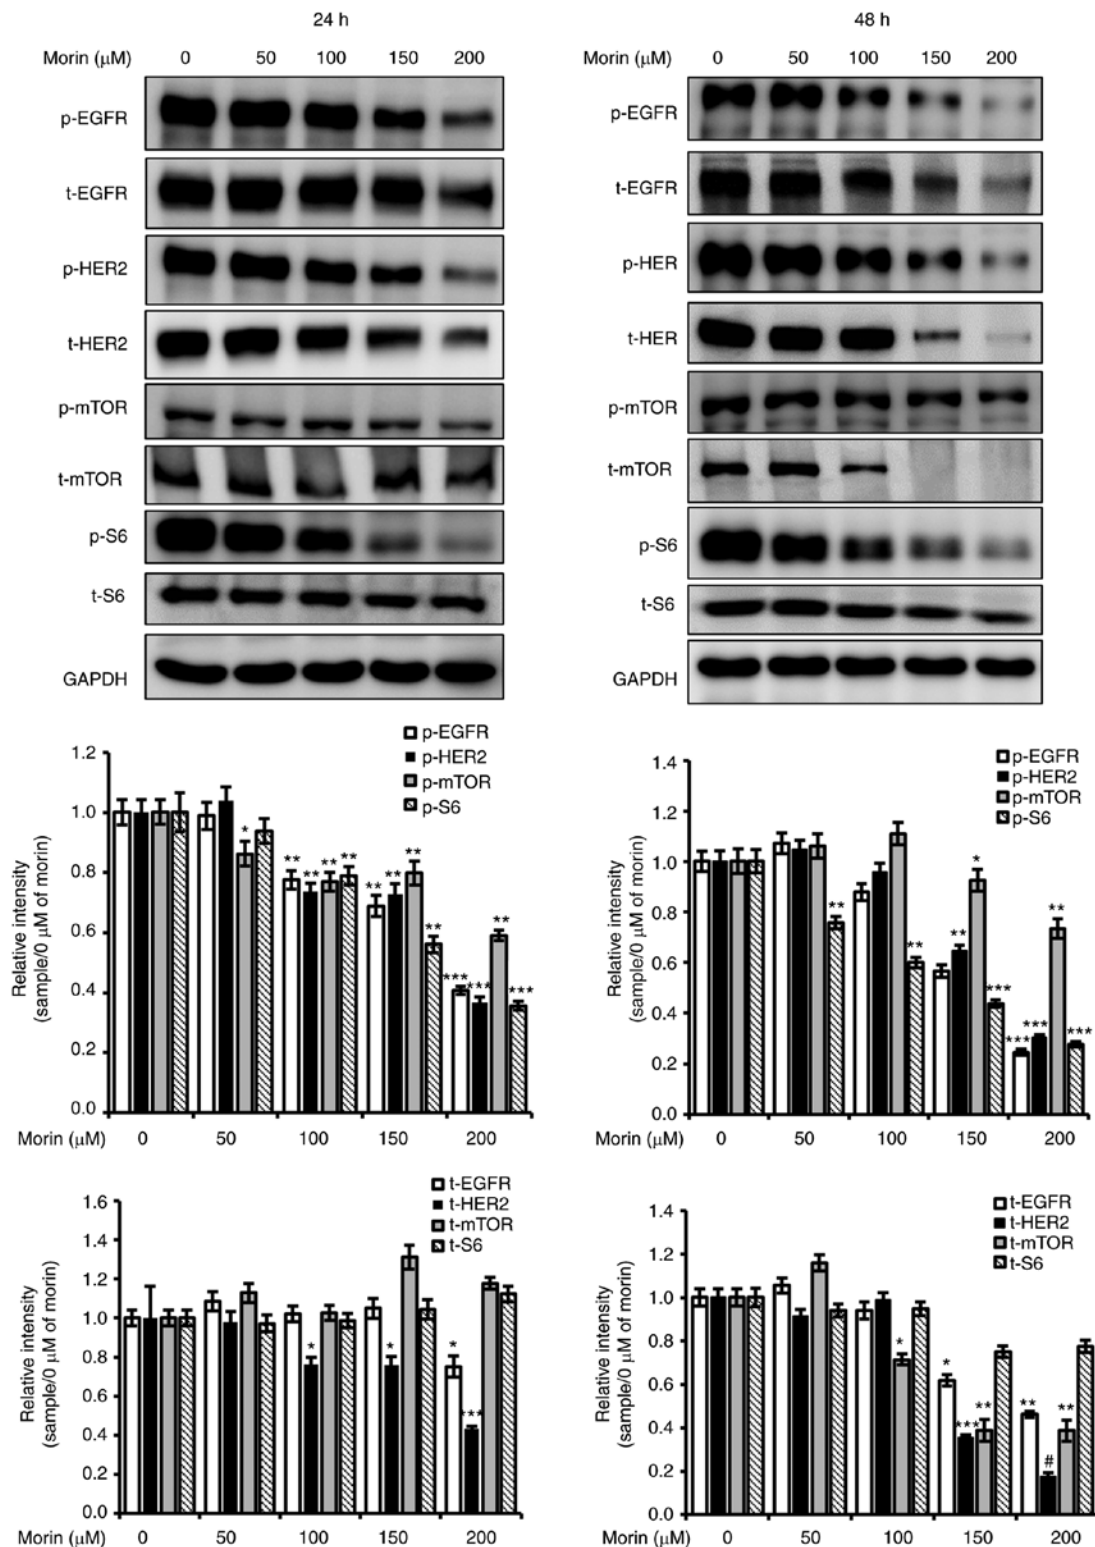 24 h
Morin (μM) 0 50 100 150 200
p-EGFR
t-EGFR
p-HER2
t-HER2
p-mTOR
t-mTOR
p-S6
t-S6
GAPDH
48 h
Morin (μM) 0 50 100 150 200
p-EGFR
t-EGFR
p-HER
t-HER
p-mTOR
t-mTOR
p-S6
t-S6
GAPDH
p-EGFR
p-HER2
p-mTOR
p-S6
Relative intensity
(sample/0 μM of morin)
1.2
1.0
0.8
0.6
0.4
0.2
0.0
* ** ** ** ** ** ** ** ** *** *** ** ***
Morin (μM) 0 50 100 150 200
p-EGFR
p-HER2
p-mTOR
p-S6
Relative intensity
(sample/0 μM of morin)
1.4
1.2
1.0
0.8
0.6
0.4
0.2
0.0
** ** ** * *** *** *** ** ***
Morin (μM) 0 50 100 150 200
t-EGFR
t-HER2
t-mTOR
t-S6
Relative intensity
(sample/0 μM of morin)
1.6
1.4
1.2
1.0
0.8
0.6
0.4
0.2
0.0
* * * ***
Morin (μM) 0 50 100 150 200
t-EGFR
t-HER2
t-mTOR
t-S6
Relative intensity
(sample/0 μM of morin)
1.4
1.2
1.0
0.8
0.6
0.4
0.2
0.0
* * *** ** ** # **
Morin (μM) 0 50 100 150 200